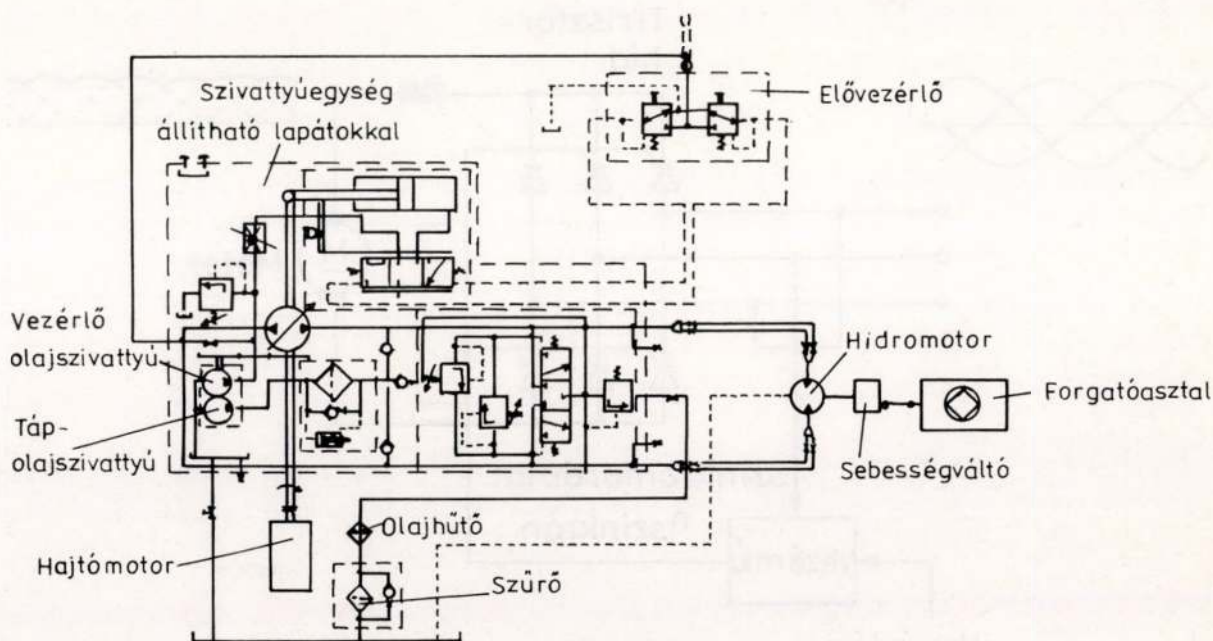 Elővezérlő
Szivattyúegység
állítható lapátokkal
Vezérlő
olajszivattyú
Táp-
olajszivattyú
Hidromotor
Forgatóasztal
Sebességváltó
Olajhűtő
Hajtómotor
Szűrő